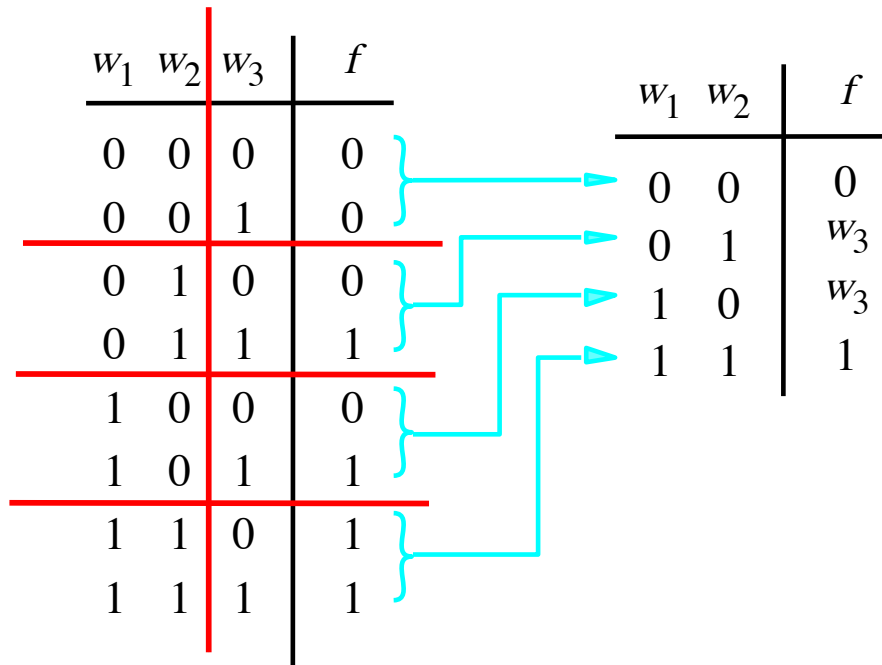 w1 w2 w3 f
0 0 0 0
0 0 1 0
0 1 0 0
0 1 1 1
1 0 0 0
1 0 1 1
1 1 0 1
1 1 1 1
w1 w2 f
0 0 0
0 1 w3
1 0 w3
1 1 1